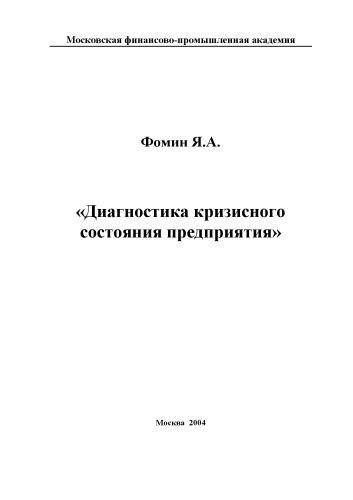 Московская финансово-промышленная академия
Фомин Я.А.
«Диагностика кризисного
состояния предприятия»
Москва 2004